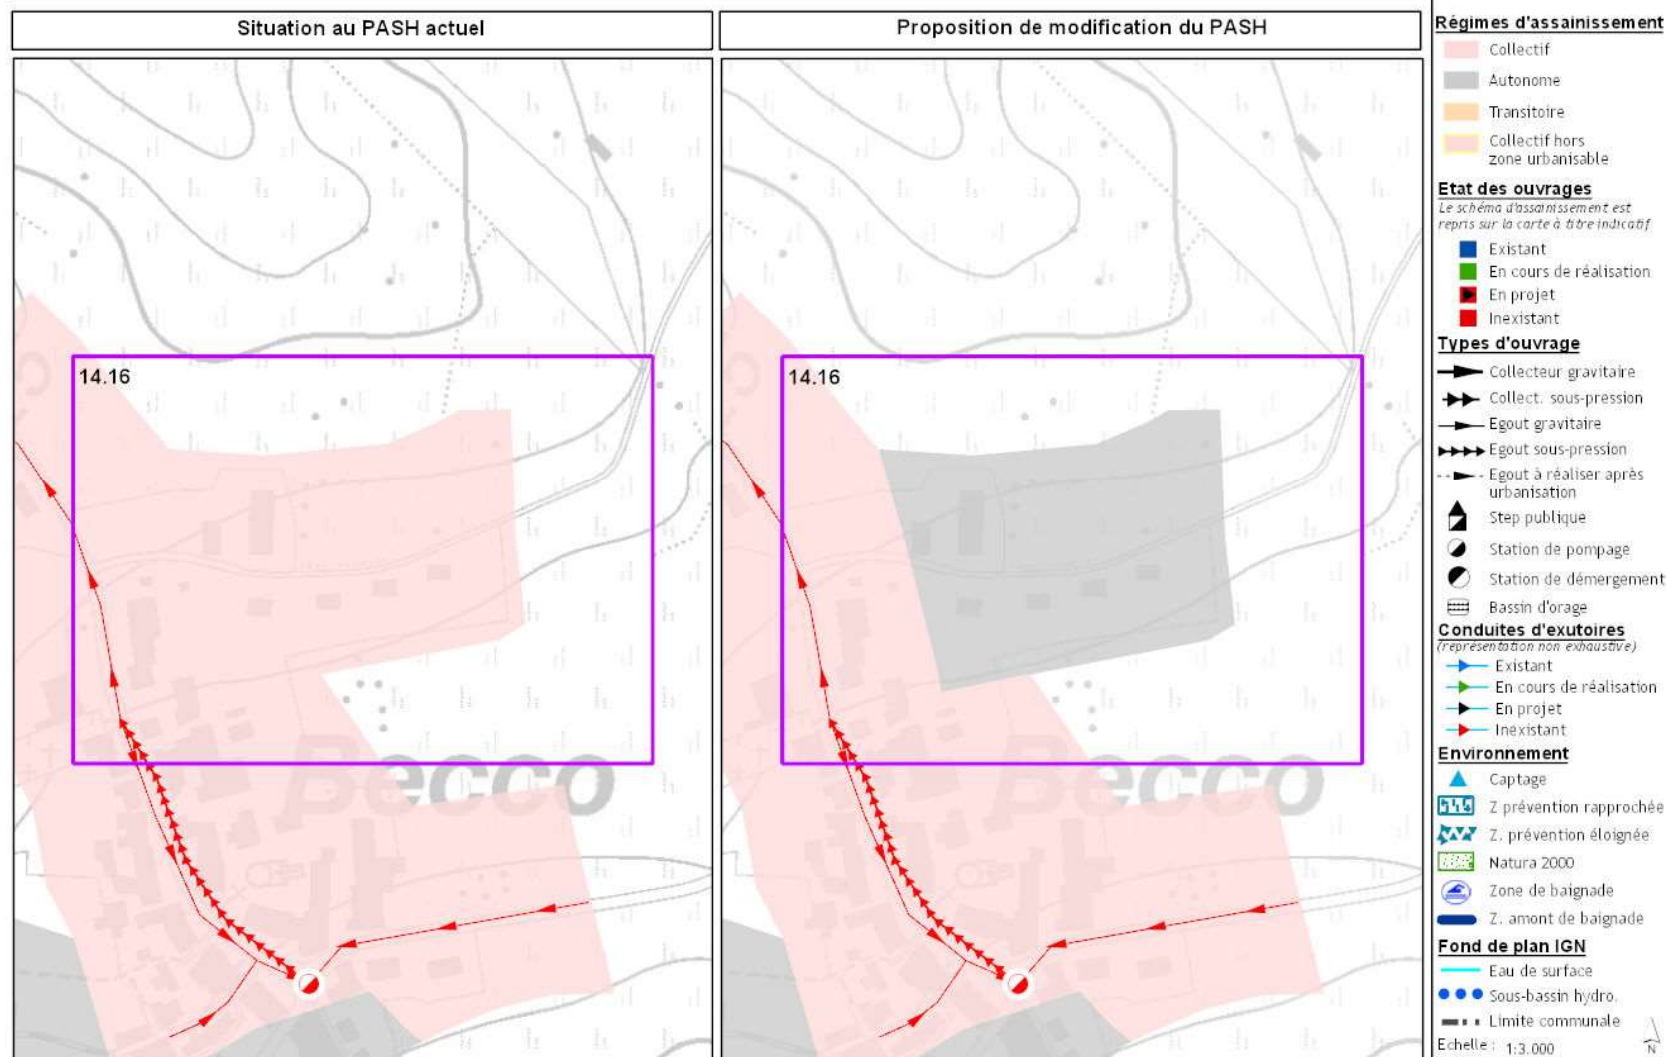 Situation au PASH actuel
Proposition de modification du PASH
14.16
Becco
14.16
Becco
Régimes d'assainissement
Collectif
Autonome
Transitoire
Collectif hors
zone urbanisable
Etat des ouvrages
Le schéma d'assainissement est
repris sur la carte à titre indicatif
Existant
En cours de réalisation
En projet
Inexistant
Types d'ouvrage
Collecteur gravitaire
Collect. sous-pression
Egout gravitaire
Egout sous-pression
Egout à réaliser après
urbanisation
Step publique
Station de pompage
Station de démergement
Bassin d'orage
Conduites d'exutoires
(représentation non exhaustive)
Existant
En cours de réalisation
En projet
Inexistant
Environnement
Captage
Z prévention rapprochée
Z. prévention éloignée
Natura 2000
Zone de baignade
Z. amont de baignade
Fond de plan IGN
Eau de surface
Sous-bassin hydro.
Limite communale
Echelle : 1:3.000
N